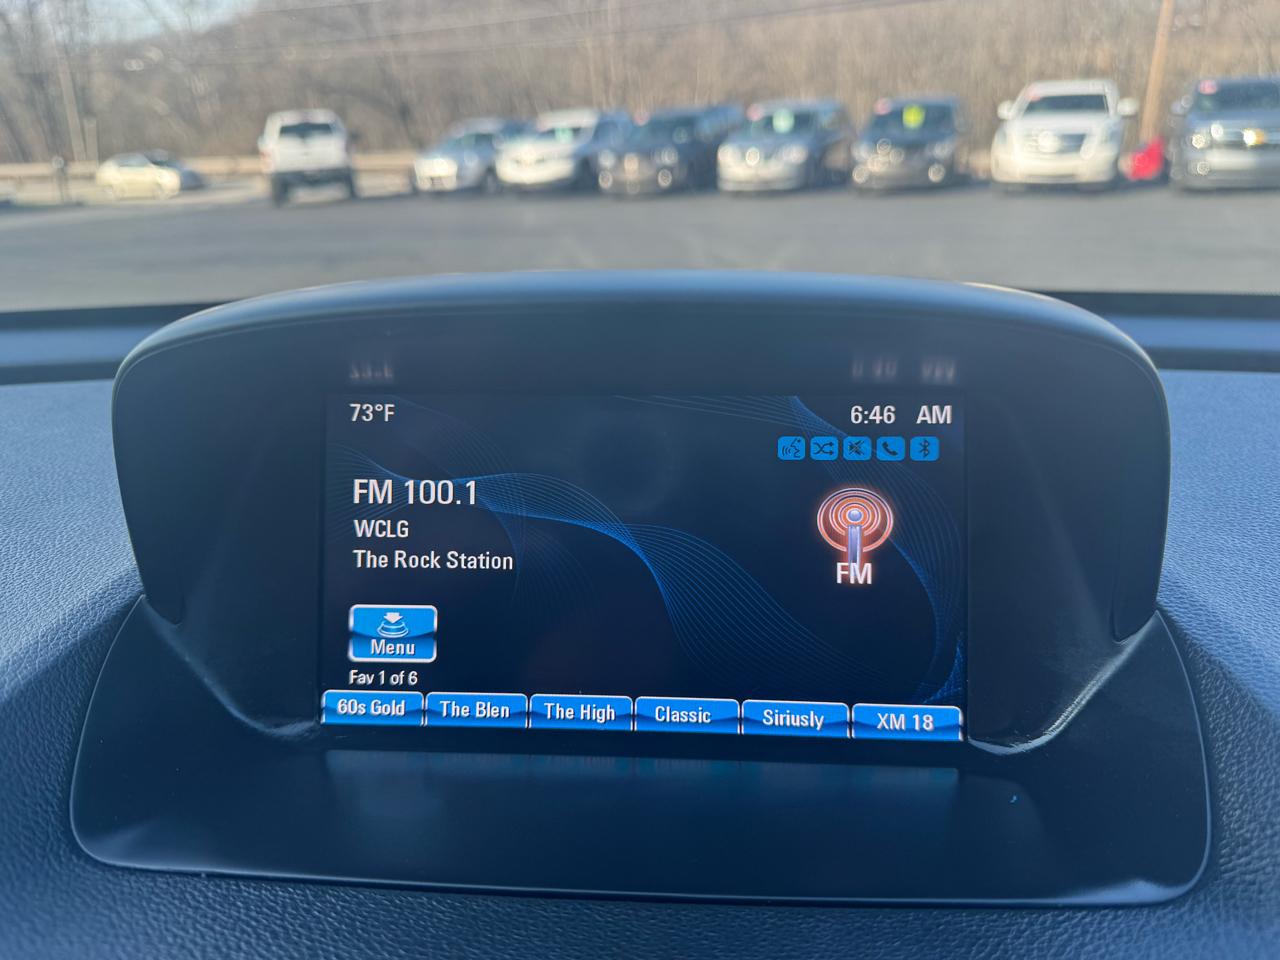 73°F
6:46 AM
FM 100.1
WCLG
The Rock Station
FM
Menu
Fav 1 of 6
60s Gold
The Blen
The High
Classic
Siriusly
XM 18